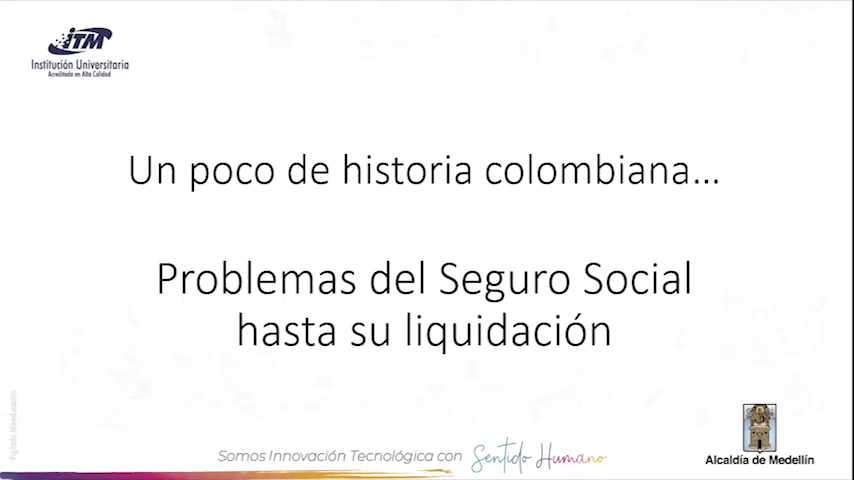 iTM
Institución Universitaria
Acreditada en Alta Calidad
Un poco de historia colombiana...
Problemas del Seguro Social
hasta su liquidación
Somos Innovación Tecnológica con Sentido Humano
Alcaldía de Medellín